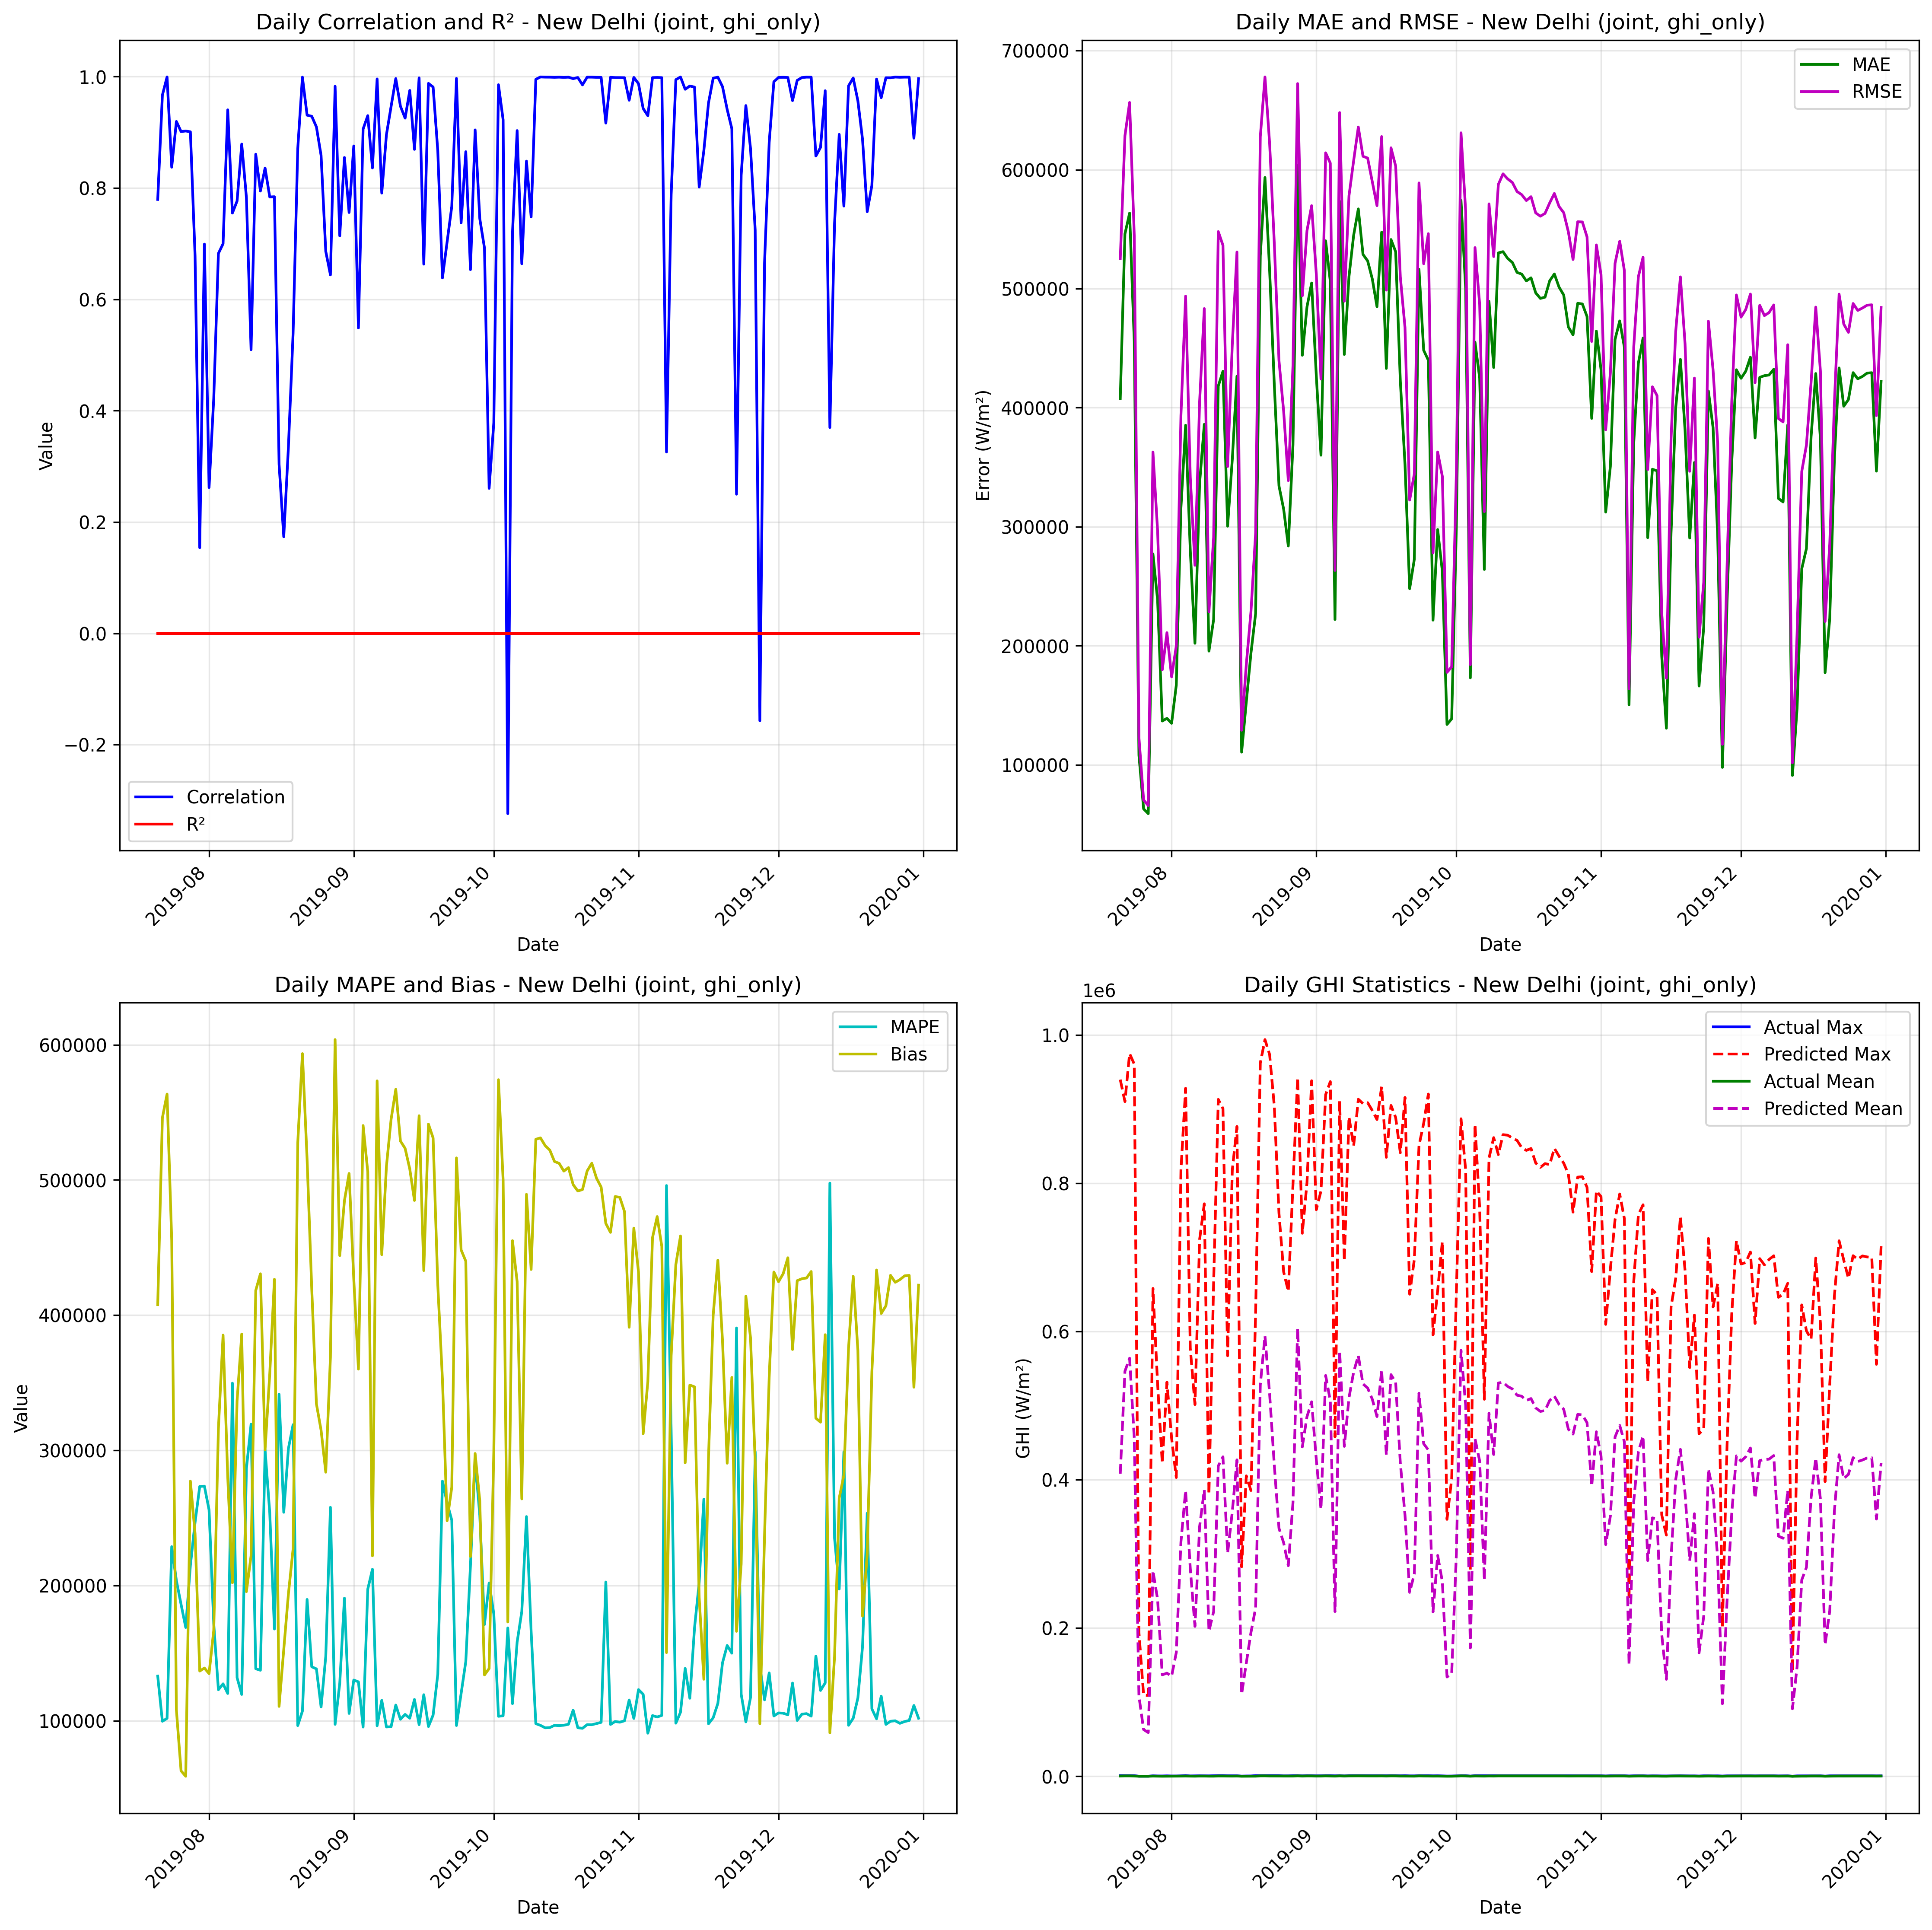 Daily Correlation and R² - New Delhi (joint, ghi_only)
1.0
0.8
0.6
0.4
0.2
0.0
−0.2
Value
Correlation
R²
2019-08
2019-09
2019-10
2019-11
2019-12
2020-01
Date
Daily MAE and RMSE - New Delhi (joint, ghi_only)
700000
600000
500000
400000
300000
200000
100000
Error (W/m²)
MAE
RMSE
2019-08
2019-09
2019-10
2019-11
2019-12
2020-01
Date
Daily MAPE and Bias - New Delhi (joint, ghi_only)
600000
500000
400000
300000
200000
100000
Value
MAPE
Bias
2019-08
2019-09
2019-10
2019-11
2019-12
2020-01
Date
Daily GHI Statistics - New Delhi (joint, ghi_only)
1e6
1.0
0.8
0.6
0.4
0.2
0.0
GHI (W/m²)
Actual Max
Predicted Max
Actual Mean
Predicted Mean
2019-08
2019-09
2019-10
2019-11
2019-12
2020-01
Date